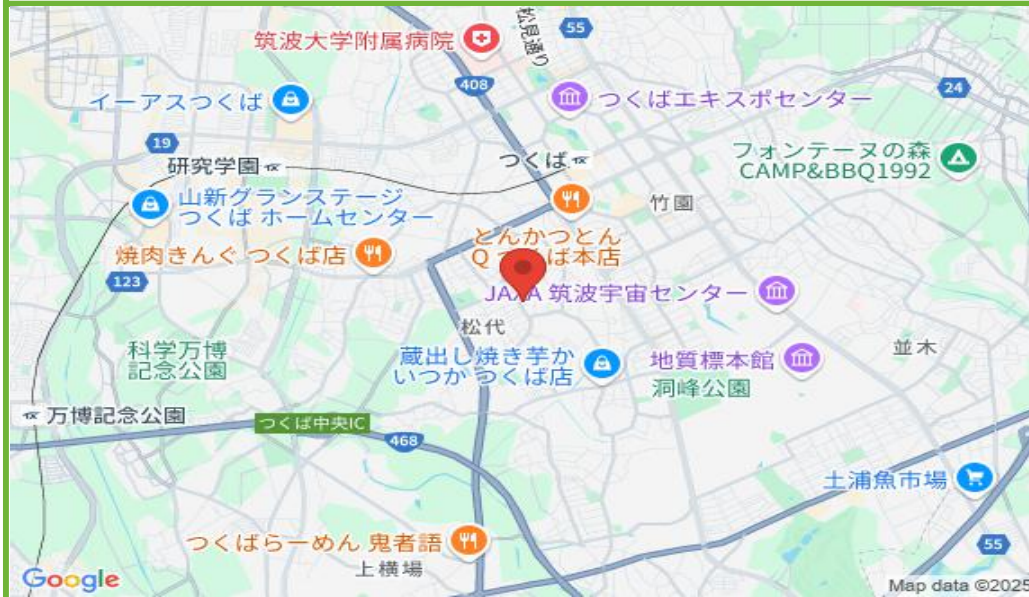 筑波大学附属病院
松見通り
55
イーアスつくば
408
つくばエキスポセンター
24
19
研究学園
つくば
フォンテーヌの森
CAMP&BBQ1992
山新グランステージ
つくば ホームセンター
竹園
焼肉きんぐ つくば店
とんかつとん
Q つくば本店
123
JAXA 筑波宇宙センター
松代
科学万博
記念公園
蔵出し焼き芋か
いつか つくば店
地質標本館
並木
洞峰公園
万博記念公園
つくば中央IC
468
土浦魚市場
つくばらーめん 鬼者語
55
上横場
Google
Map data ©2025